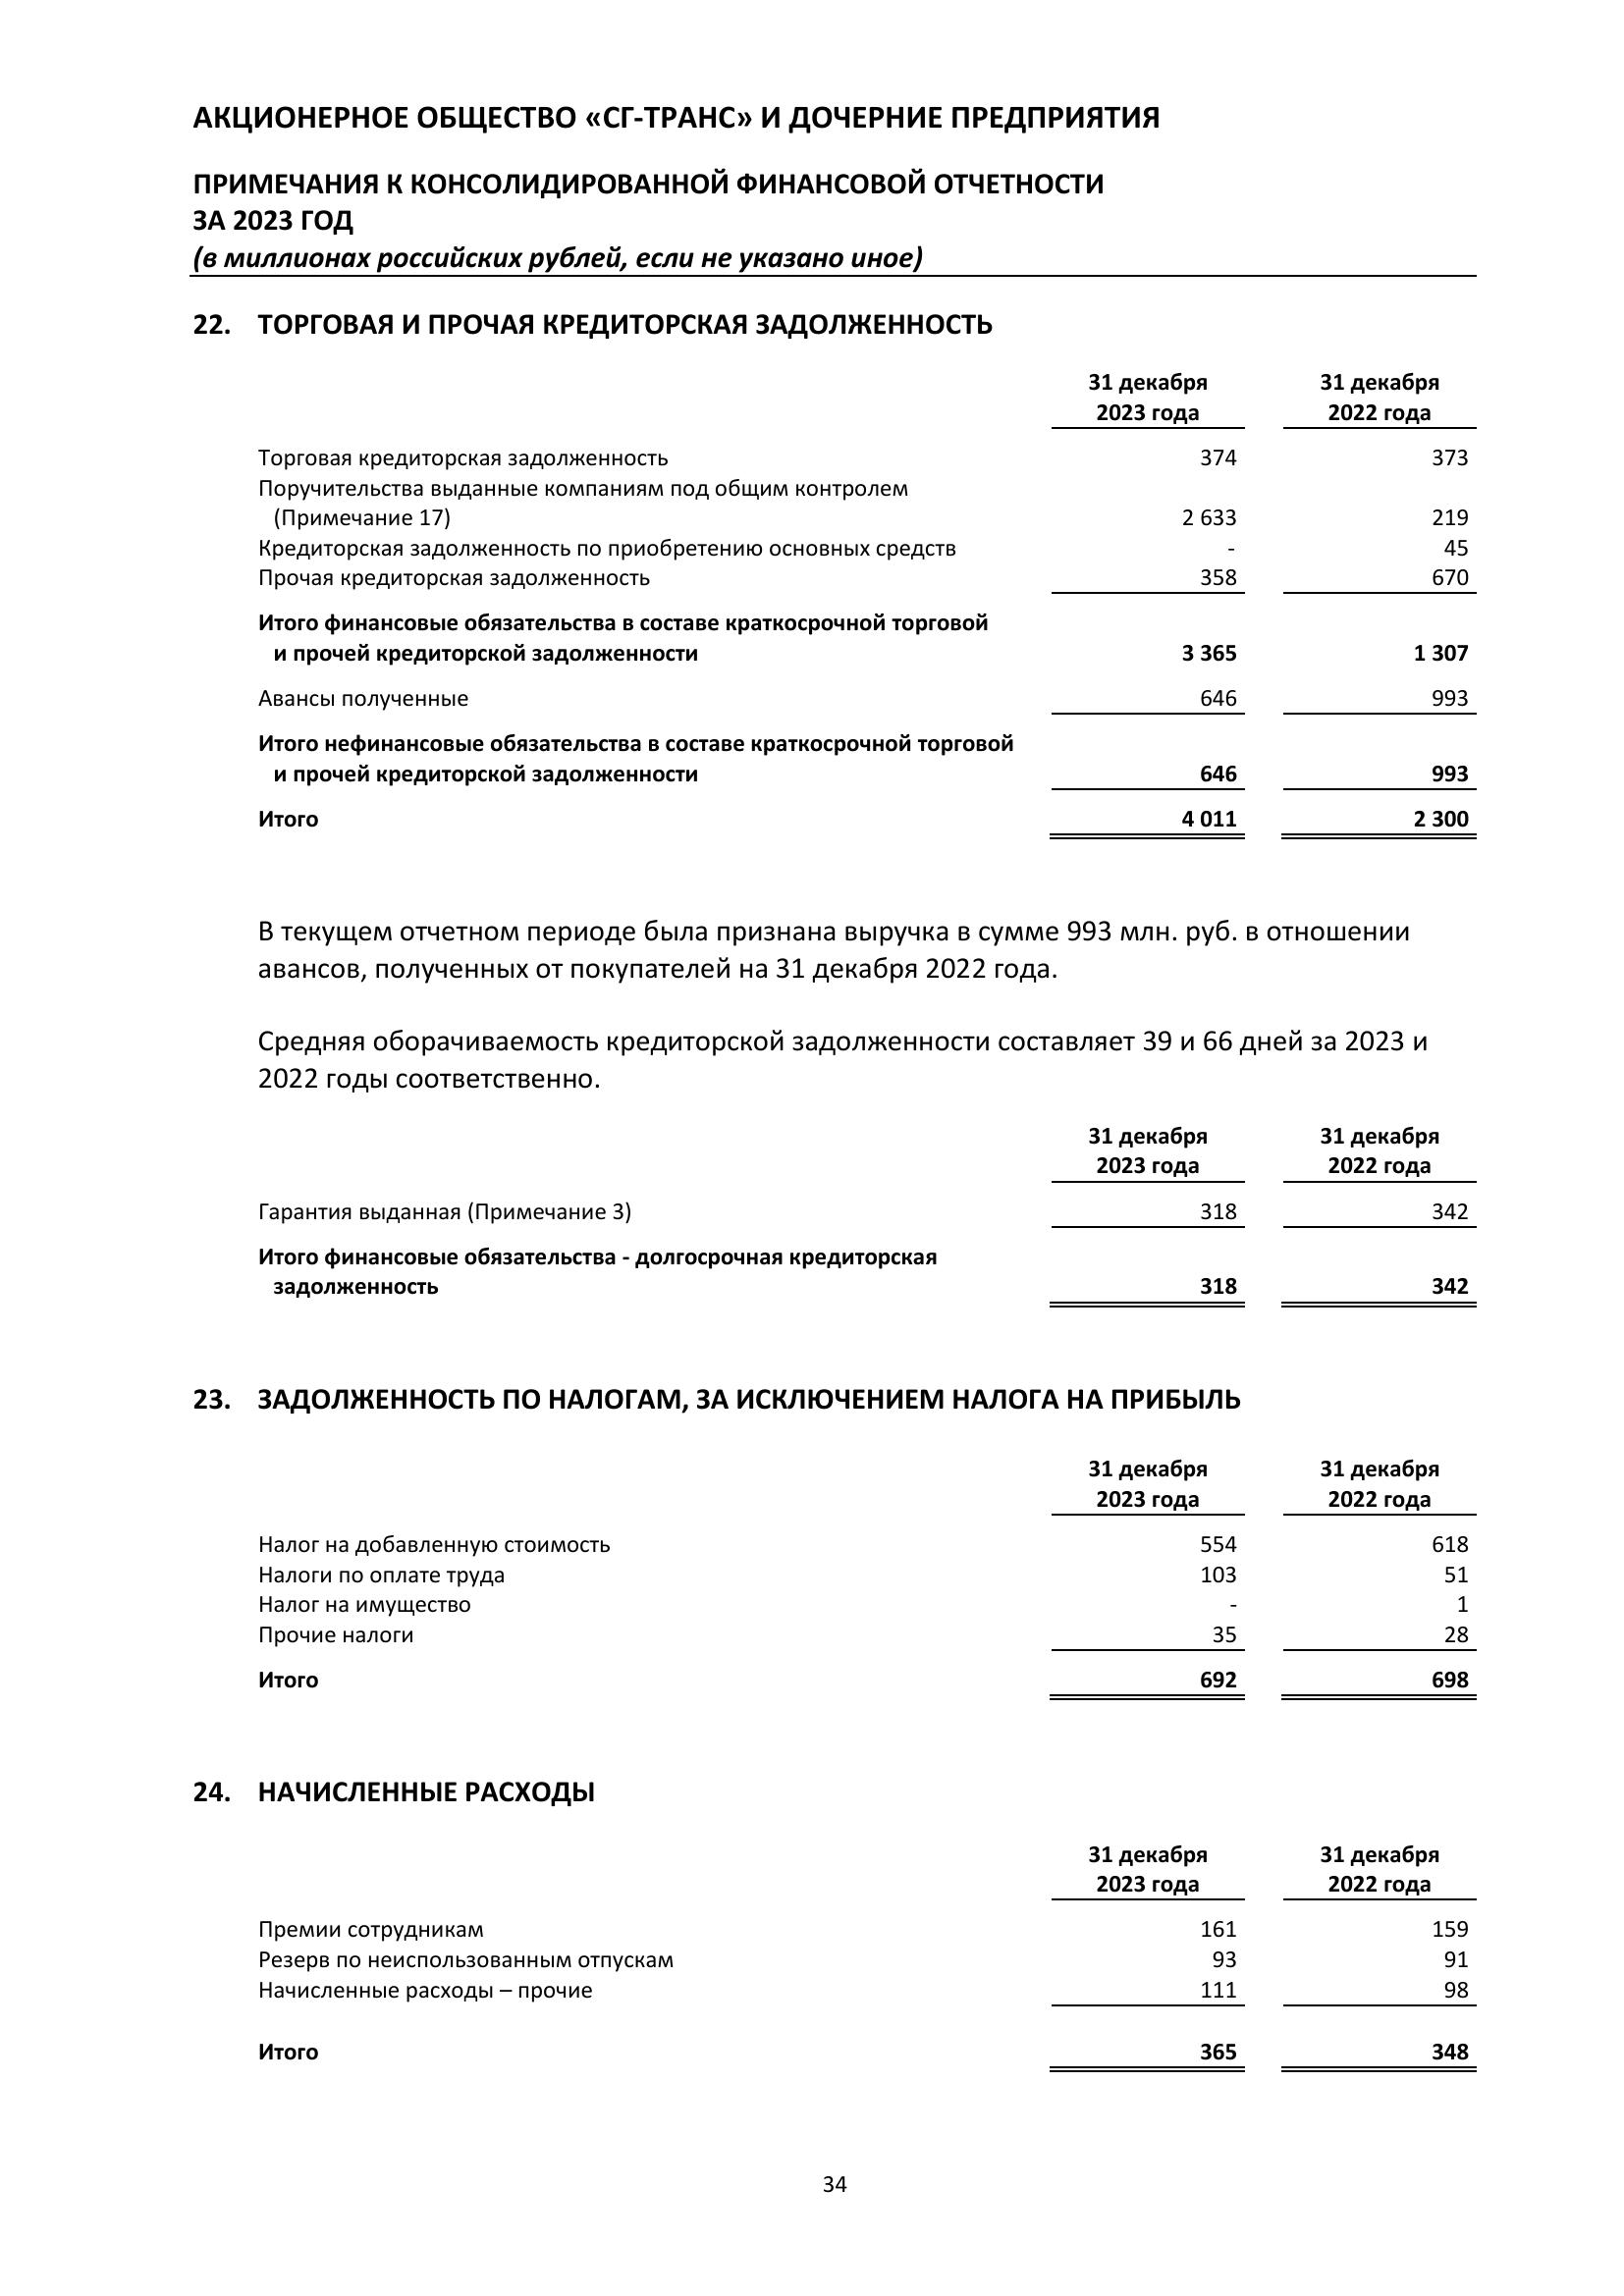 АКЦИОНЕРНОЕ ОБЩЕСТВО «СГ-ТРАНС» И ДОЧЕРНИЕ ПРЕДПРИЯТИЯ
ПРИМЕЧАНИЯ К КОНСОЛИДИРОВАННОЙ ФИНАНСОВОЙ ОТЧЕТНОСТИ
ЗА 2023 ГОД
(в миллионах российских рублей, если не указано иное)
22. ТОРГОВАЯ И ПРОЧАЯ КРЕДИТОРСКАЯ ЗАДОЛЖЕННОСТЬ
31 декабря 31 декабря
2023 года 2022 года
Торговая кредиторская задолженность 374 373
Поручительства выданные компаниям под общим контролем
(Примечание 17) 2 633 219
Кредиторская задолженность по приобретению основных средств - 45
Прочая кредиторская задолженность 358 670
Итого финансовые обязательства в составе краткосрочной торговой
и прочей кредиторской задолженности 3 365 1 307
Авансы полученные 646 993
Итого нефинансовые обязательства в составе краткосрочной торговой
и прочей кредиторской задолженности 646 993
Итого 4 011 2 300
В текущем отчетном периоде была признана выручка в сумме 993 млн. руб. в отношении
авансов, полученных от покупателей на 31 декабря 2022 года.
Средняя оборачиваемость кредиторской задолженности составляет 39 и 66 дней за 2023 и
2022 годы соответственно.
31 декабря 31 декабря
2023 года 2022 года
Гарантия выданная (Примечание 3) 318 342
Итого финансовые обязательства - долгосрочная кредиторская
задолженность 318 342
23. ЗАДОЛЖЕННОСТЬ ПО НАЛОГАМ, ЗА ИСКЛЮЧЕНИЕМ НАЛОГА НА ПРИБЫЛЬ
31 декабря 31 декабря
2023 года 2022 года
Налог на добавленную стоимость 554 618
Налоги по оплате труда 103 51
Налог на имущество - 1
Прочие налоги 35 28
Итого 692 698
24. НАЧИСЛЕННЫЕ РАСХОДЫ
31 декабря 31 декабря
2023 года 2022 года
Премии сотрудникам 161 159
Резерв по неиспользованным отпускам 93 91
Начисленные расходы – прочие 111 98
Итого 365 348
34